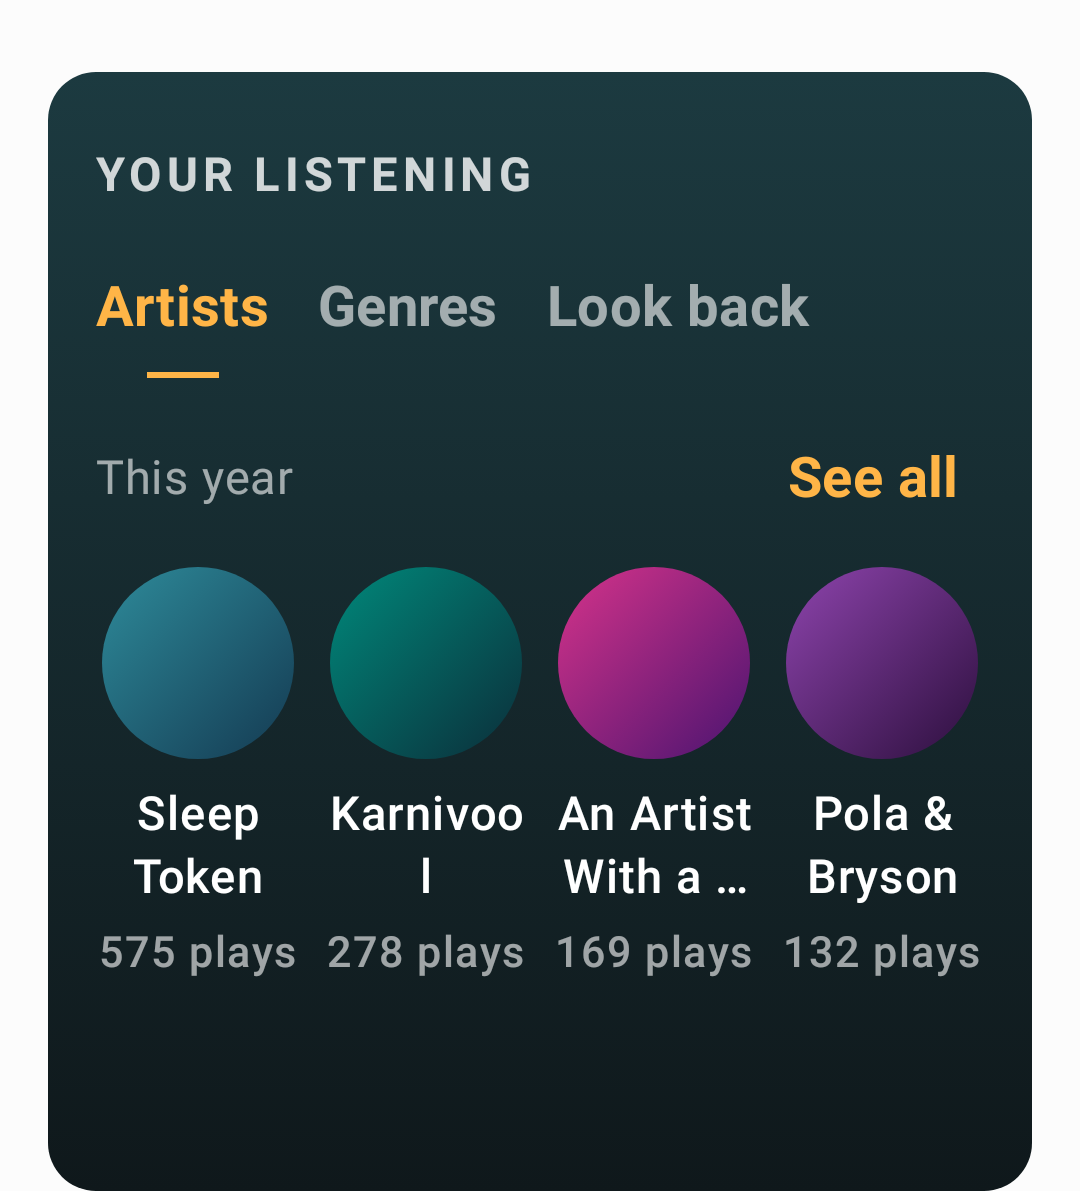 YOUR LISTENING
Artists Genres Look back
This year See all
Sleep Token
Karnivoo
l
An Artist
With a ...
Pola &
Bryson
575 plays 278 plays 169 plays 132 plays